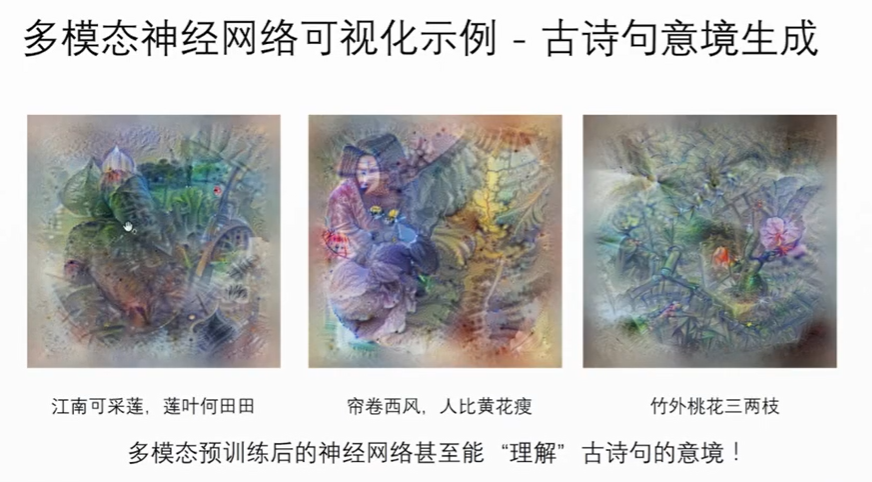 多模态神经网络可视化示例 - 古诗句意境生成
江南可采莲，莲叶何田田
帘卷西风，人比黄花瘦
竹外桃花三两枝
多模态预训练后的神经网络甚至能“理解”古诗句的意境！